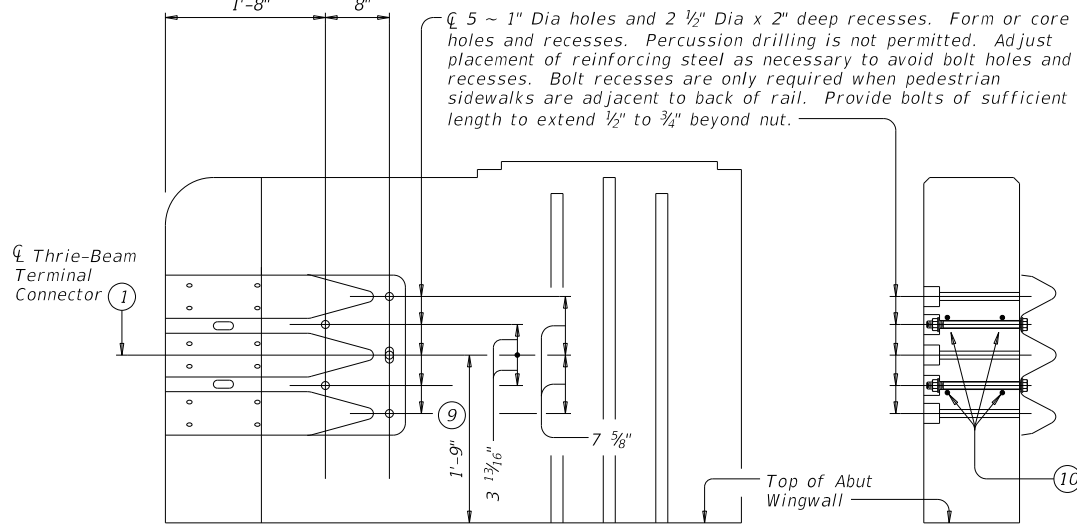 1'-8"
8"
℄ 5 ~ 1" Dia holes and 2 ½" Dia x 2" deep recesses. Form or core
holes and recesses. Percussion drilling is not permitted. Adjust
placement of reinforcing steel as necessary to avoid bolt holes and
recesses. Bolt recesses are only required when pedestrian
sidewalks are adjacent to back of rail. Provide bolts of sufficient
length to extend ½" to ¾" beyond nut.
℄ Thrie-Beam
Terminal
Connector 1
9
1'-9"
3 13/16"
7 ⅝"
Top of Abut
Wingwall
10